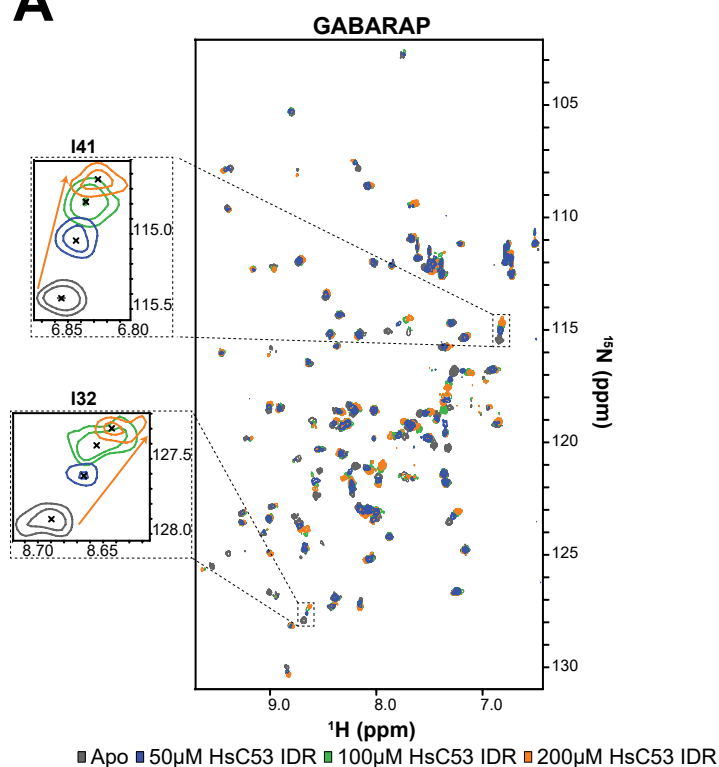 A
GABARAP
105
110
115
120
125
130
¹⁵N (ppm)
9.0 8.0 7.0
¹H (ppm)
I41
115.0
115.5
6.85 6.80
I32
127.5
128.0
8.70 8.65
Apo 50µM HsC53 IDR 100µM HsC53 IDR 200µM HsC53 IDR